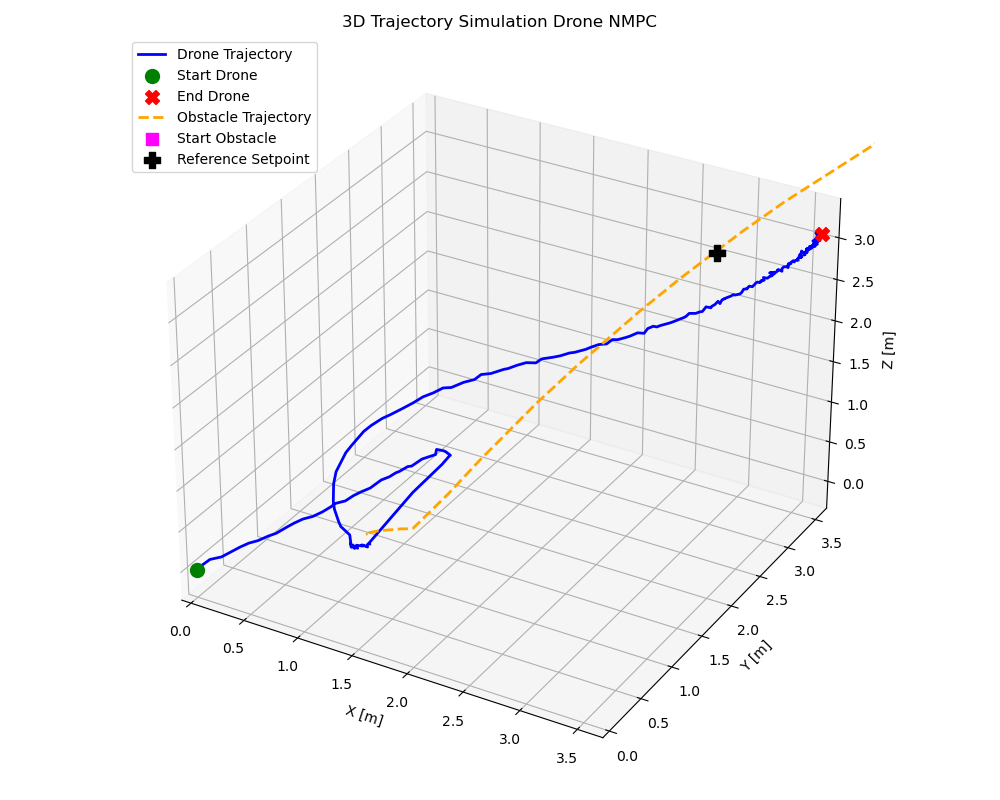 3D Trajectory Simulation Drone NMPC
Drone Trajectory
Start Drone
End Drone
Obstacle Trajectory
Start Obstacle
Reference Setpoint
3.0
2.5
2.0
1.5
1.0
0.5
0.0
Z [m]
0.0
0.5
1.0
1.5
2.0
2.5
3.0
3.5
X [m]
3.5
3.0
2.5
2.0
1.5
1.0
0.5
0.0
Y [m]